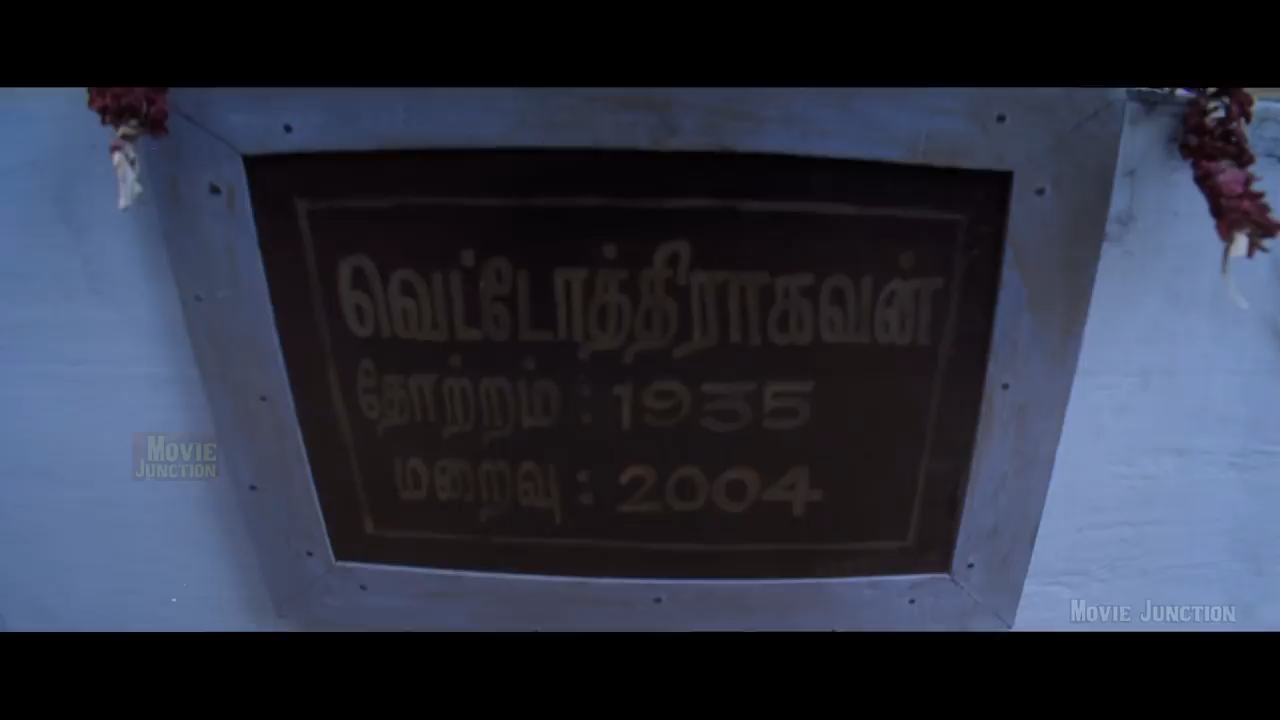 வெட்டோத்திராகவன்
தோற்றம் : 1935
மறைவு : 2004
MOVIE
JUNCTION
MOVIE JUNCTION